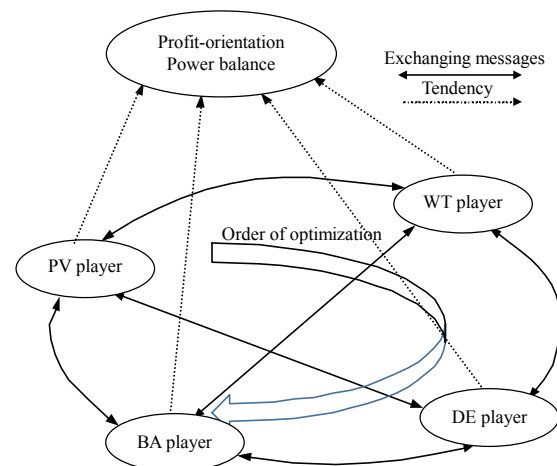 Profit-orientation
Power balance
Exchanging messages
Tendency
WT player
Order of optimization
PV player
DE player
BA player